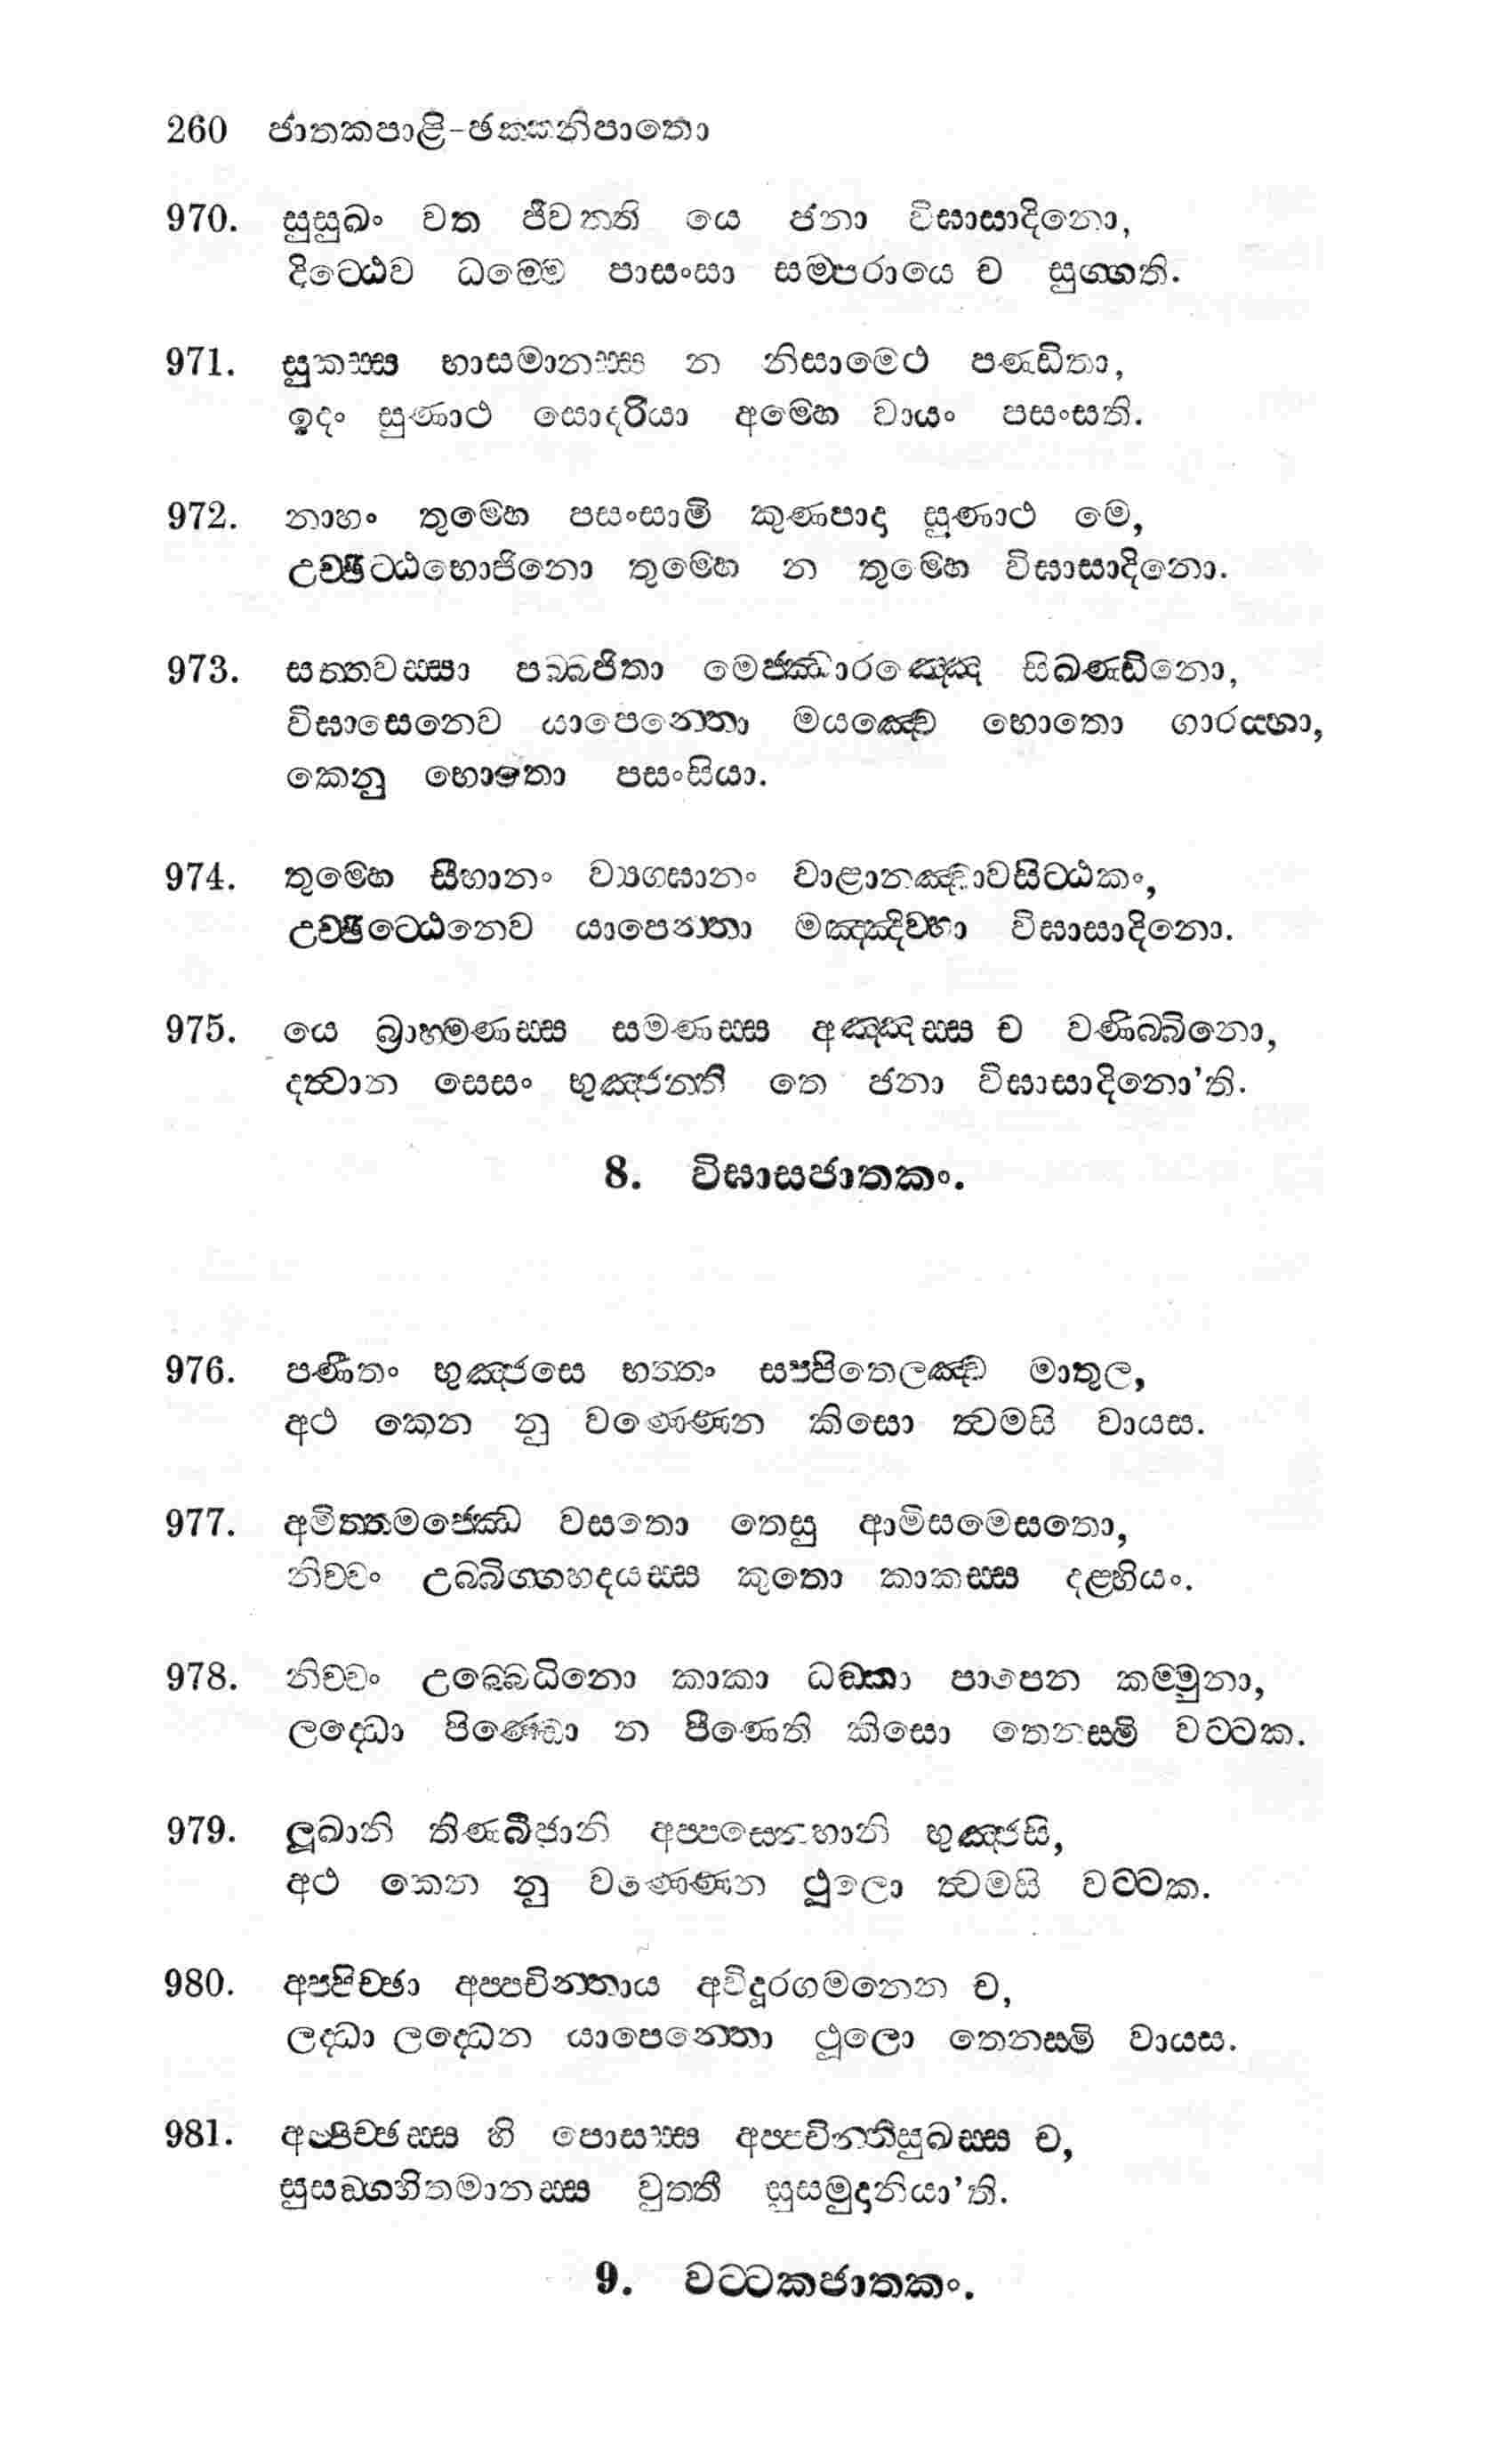 260 ජාතකපාළි-ඡක්කනිපාතො
970. සුසුඛං වත ජීවන්ති යෙ ජනා විඝාසාදිනො,
දිට්ඨෙව ධම්මෙ පාසංසා සම්පරායෙ ච සුග්ගති.
971. සුකස්ස භාසමානස්ස න නිසාමෙථ පණ්ඩිතා,
ඉදං සුණාථ සොදරියා අම්හෙ වායං පසංසති.
972. නාහං තුම්හෙ පසංසාමි කුණපාදා සුණාථ මෙ,
උච්ඡිට්ඨභොජිනො තුම්හෙ න තුම්හෙ විඝාසාදිනො.
973. සත්තවස්සා පබ්බජිතා මෙජ්ඣාරඤ්ඤෙ සිඛණ්ඩිනො,
විඝාසෙනෙව යාපෙන්තො මයඤ්චෙ භොතො ගාරය්හා,
කෙනු භොතො පසංසියා.
974. තුම්හෙ සීහානං ව්‍යග්ඝානං වාළානඤ්චාවසිට්ඨකං,
උච්ඡිට්ඨෙනෙව යාපෙන්තා මඤ්ඤිව්හො විඝාසාදිනො.
975. යෙ බ්‍රාහ්මණස්ස සමණස්ස අඤ්ඤස්ස ච වණිබ්බිනො,
දත්වාන සෙසං භුඤ්ජන්ති තෙ ජනා විඝාසාදිනො'ති.
8. විඝාසජාතකං.
976. පණීතං භුඤ්ජසෙ භත්තං සප්පිතෙලඤ්ච මාතුල,
අථ කෙන නු වණ්ණෙන කිසො ත්වමසි වායස.
977. අමිත්තමජ්ඣෙ වසතො තෙසු ආමිසමෙසතො,
නිච්චං උබ්බිග්ගහදයස්ස කුතො කාකස්ස දළ්හියං.
978. නිච්චං උබ්බෙධිනො කාකා ධඞ්කා පාපෙන කම්මුනා,
ලද්ධො පිණ්ඩො න පීණෙති කිසො තෙනස්මි වට්ටක.
979. ලූඛානි තිණබීජානි අප්පස්නෙහානි භුඤ්ජසි,
අථ කෙන නු වණ්ණෙන ථූලො ත්වමසි වට්ටක.
980. අප්පිච්ඡා අප්පචින්තාය අවිදූරගමනෙන ච,
ලද්ධා ලද්ධෙන යාපෙන්තො ථූලො තෙනස්මි වායස.
981. අප්පිච්ඡස්ස හි පොසස්ස අප්පචින්තිසුඛස්ස ච,
සුසඞ්ගහිතමානස්ස වුත්තී සුසමුදානියා'ති.
9. වට්ටකජාතකං.